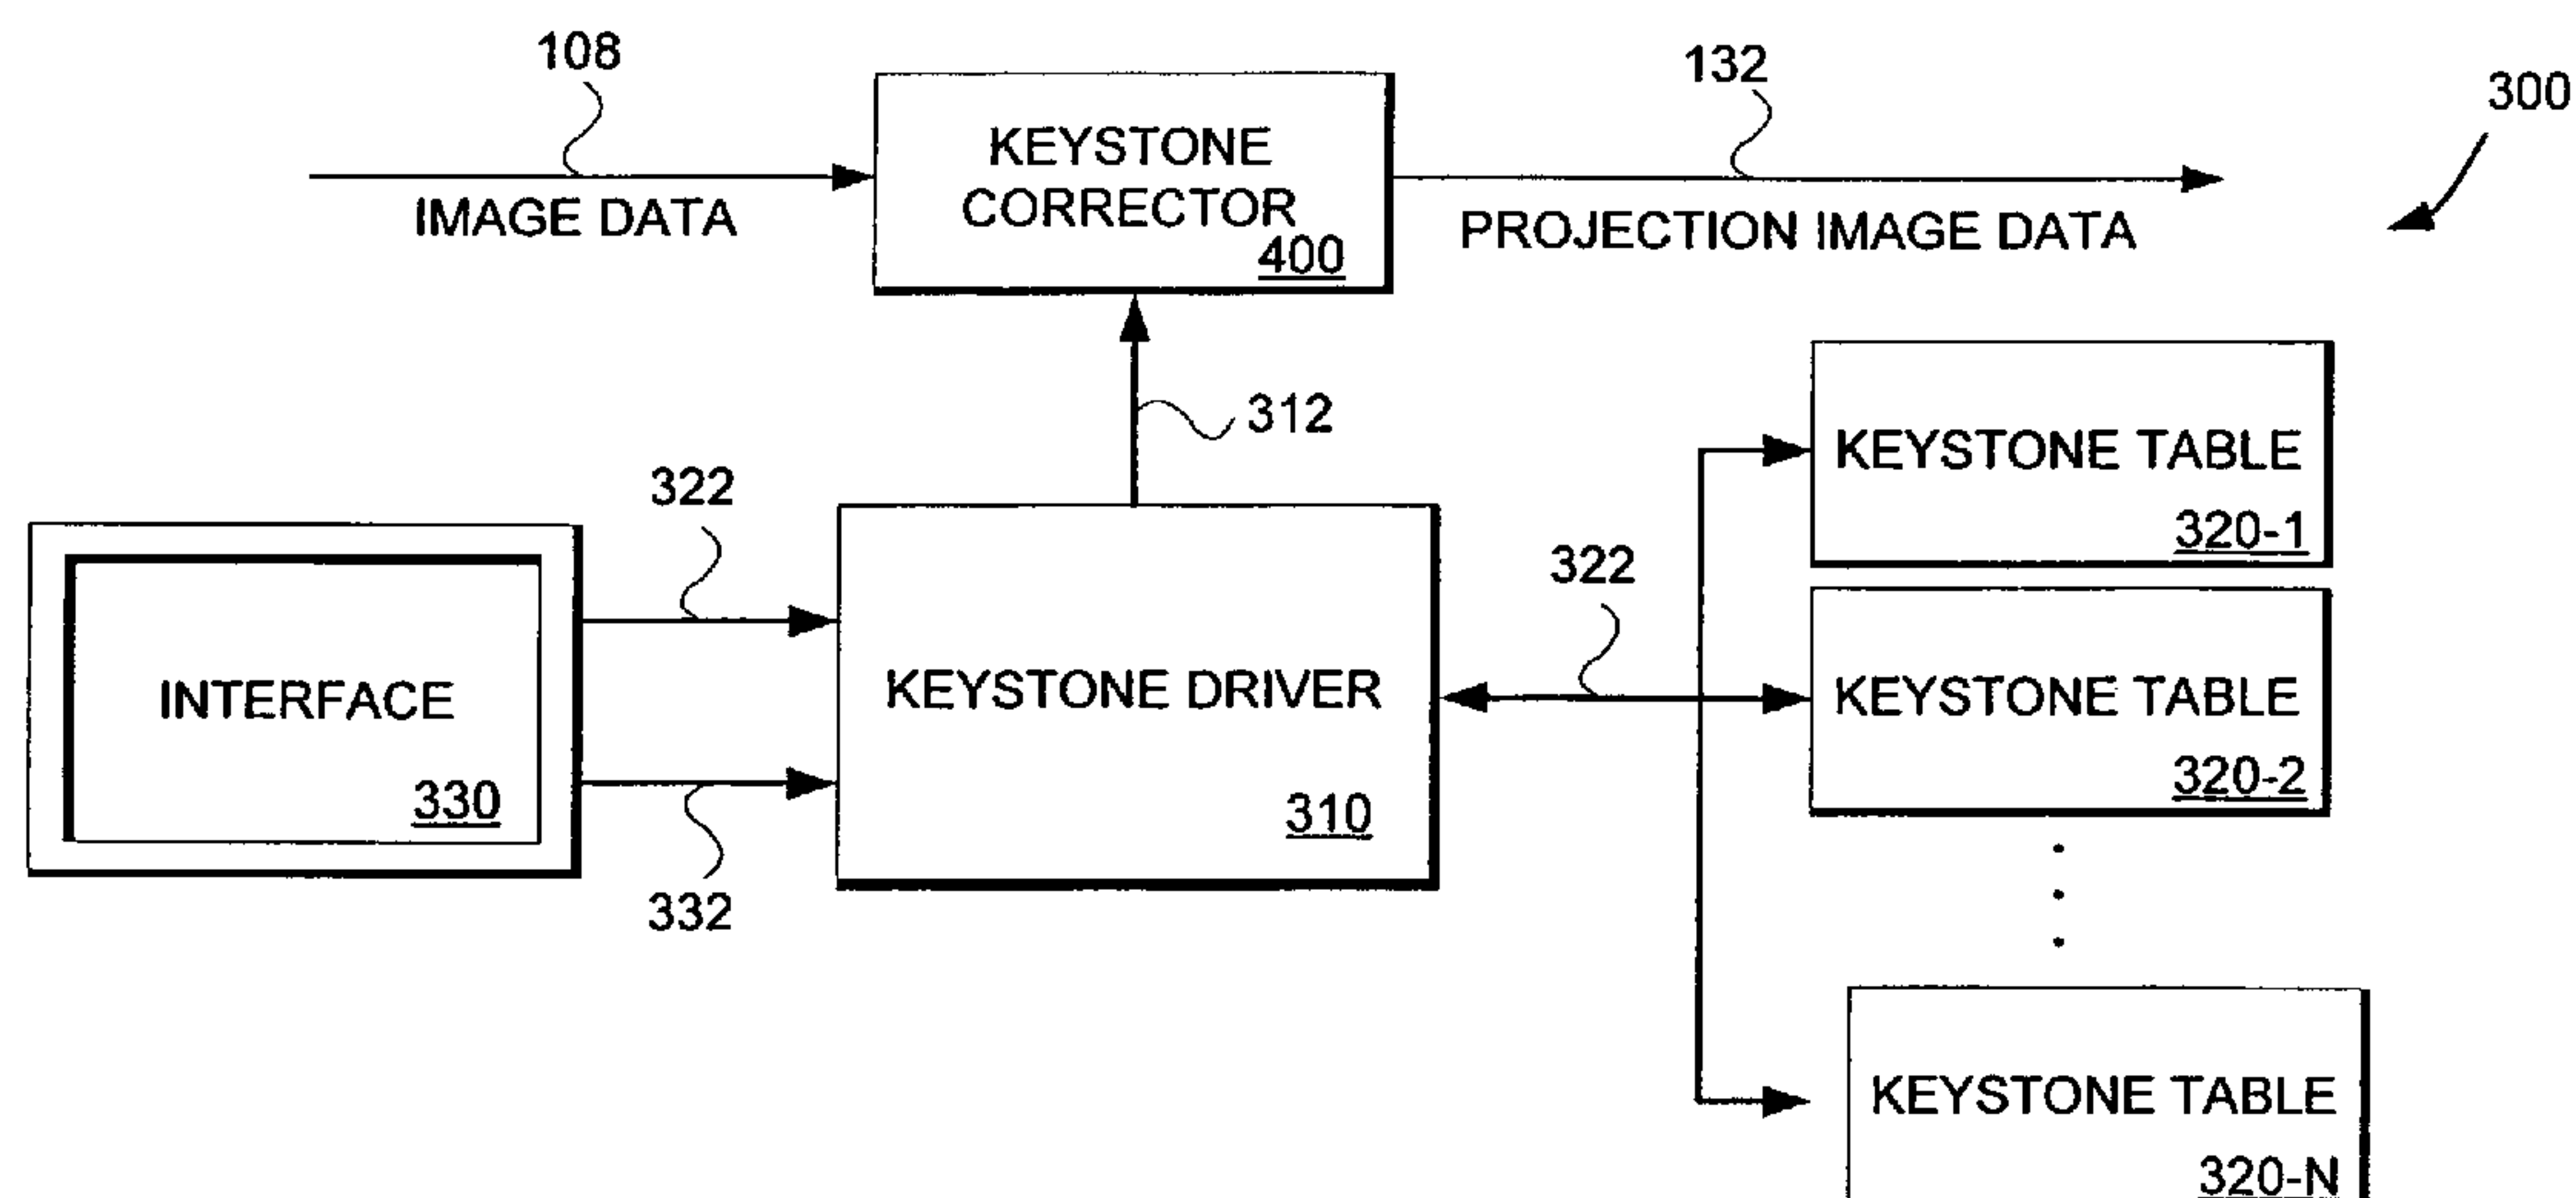 108
132
300
KEYSTONE
CORRECTOR
400
IMAGE DATA
PROJECTION IMAGE DATA
312
KEYSTONE TABLE
320-1
322
322
INTERFACE
330
KEYSTONE DRIVER
310
KEYSTONE TABLE
320-2
332
KEYSTONE TABLE
320-N